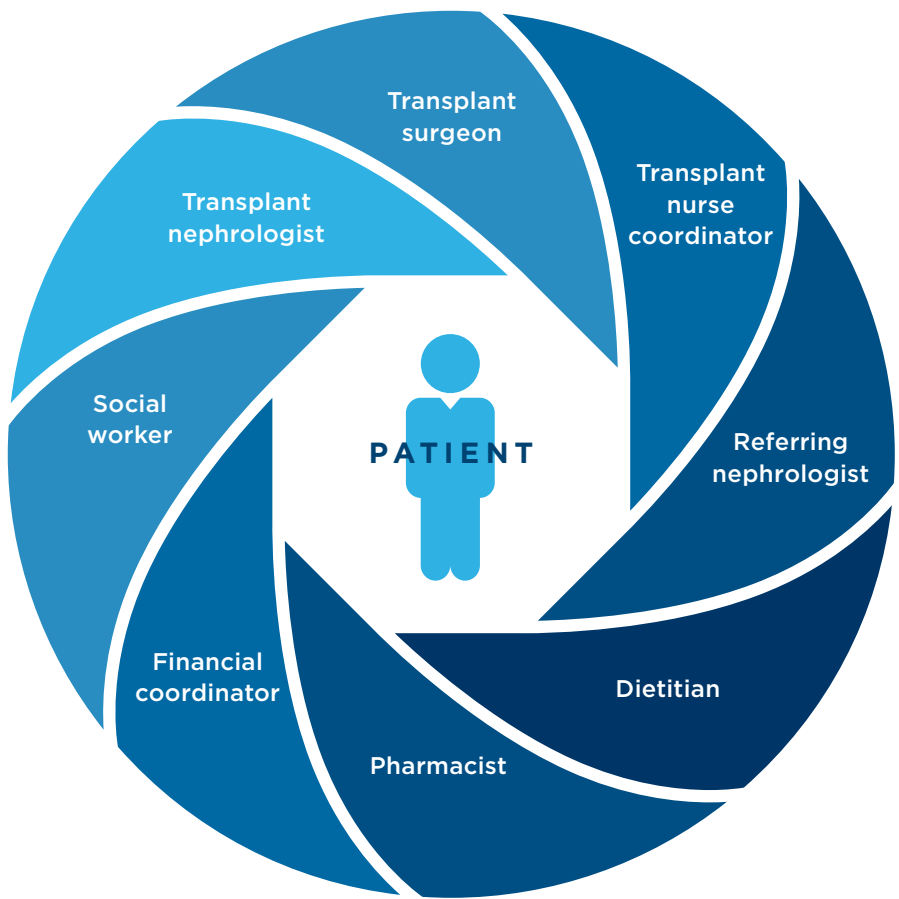 Transplant
surgeon
Transplant
nurse
coordinator
Referring
nephrologist
Dietitian
Pharmacist
Financial
coordinator
Social
worker
Transplant
nephrologist
PATIENT